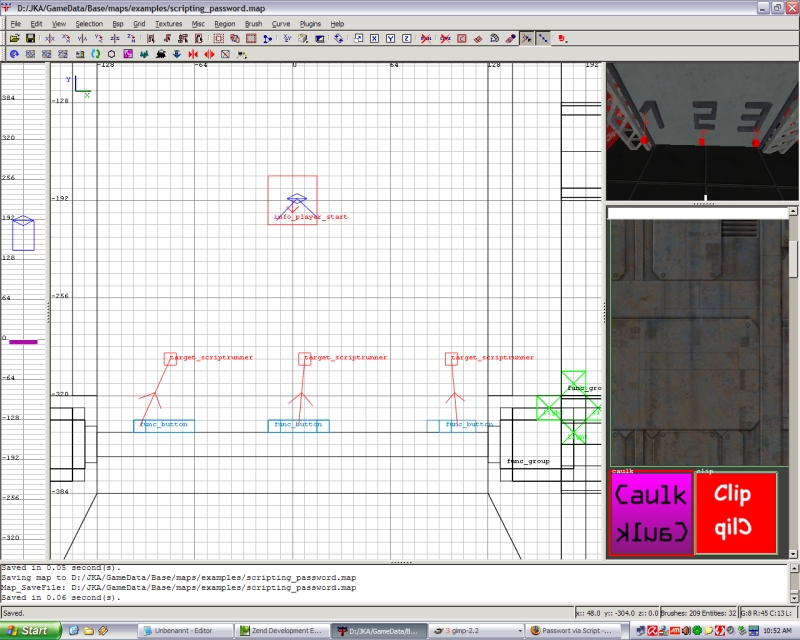 D:/JKA/GameData/Base/maps/examples/scripting_password.map
File Edit View Selection Bsp Grid Textures Misc Region Brush Curve Plugins Help
-128 -64 0 64 128 192
Y
X
384
320
256
192
128
64
0
-64
-128
-192
-256
-320
-128
-192
-256
-320
-384
info_player_start
target_scriptrunner target_scriptrunner target_scriptrunner
func_button func_button func_button
func_gro
light
func_group
caulk clip
Caulk
Clip
Saved in 0.05 second(s).
Saving map to D:/JKA/GameData/Base/maps/examples/scripting_password.map
Map_SaveFile: D:/JKA/GameData/Base/maps/examples/scripting_password.map
Saved in 0.06 second(s).
Saved.
x:: 48.0 y:: -304.0 z:: 0.0 Brushes: 209 Entities: 32 G:8 R:45 C:13 L:
Start
Unbenannt - Editor
Zend Development E...
D:/JKA/GameData/B...
3 gimp-2.2
Passwort via Script -...
10:52 AM